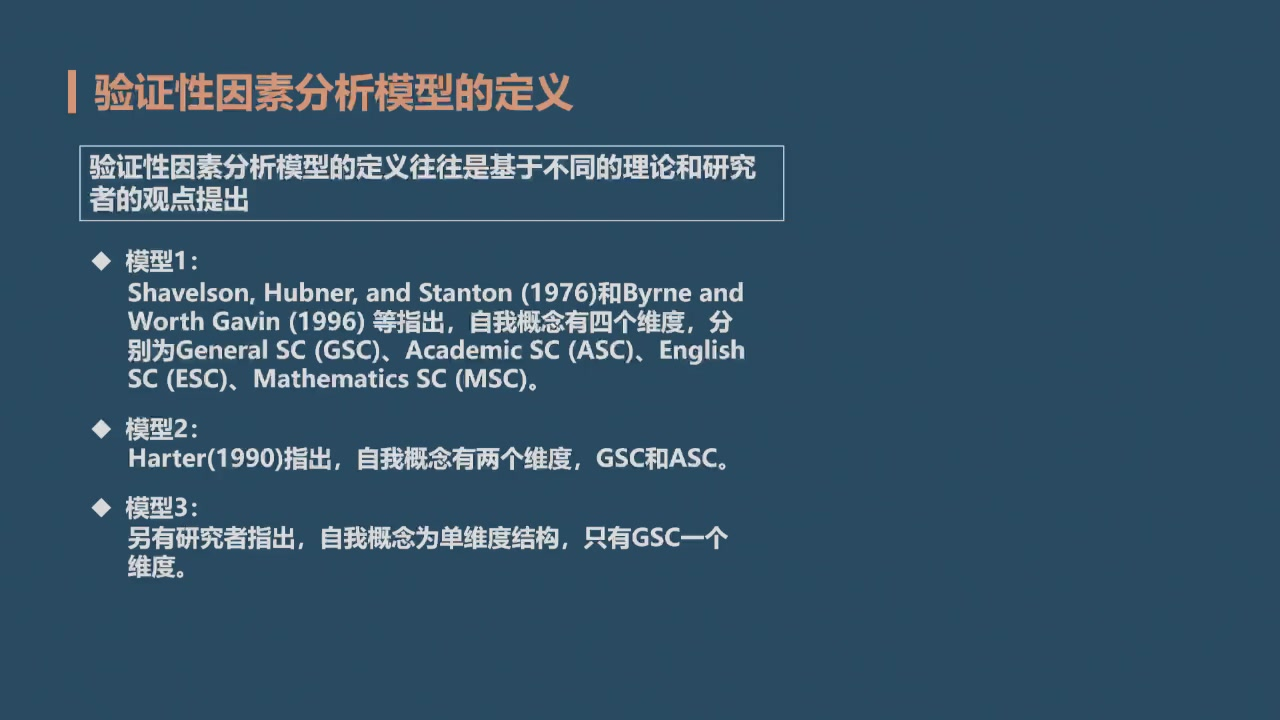 验证性因素分析模型的定义
验证性因素分析模型的定义往往是基于不同的理论和研究
者的观点提出
◆ 模型1：
Shavelson, Hubner, and Stanton (1976)和Byrne and
Worth Gavin (1996) 等指出，自我概念有四个维度，分
别为General SC (GSC)、Academic SC (ASC)、English
SC (ESC)、Mathematics SC (MSC)。
◆ 模型2：
Harter(1990)指出，自我概念有两个维度，GSC和ASC。
◆ 模型3：
另有研究者指出，自我概念为单维度结构，只有GSC一个
维度。